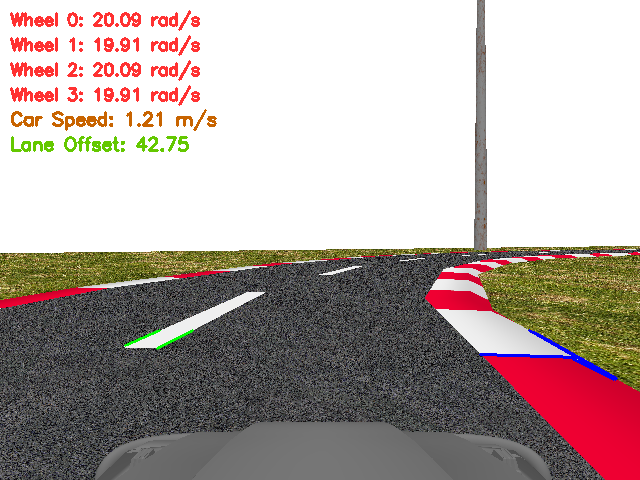 Wheel 0: 20.09 rad/s
Wheel 1: 19.91 rad/s
Wheel 2: 20.09 rad/s
Wheel 3: 19.91 rad/s
Car Speed: 1.21 m/s
Lane Offset: 42.75